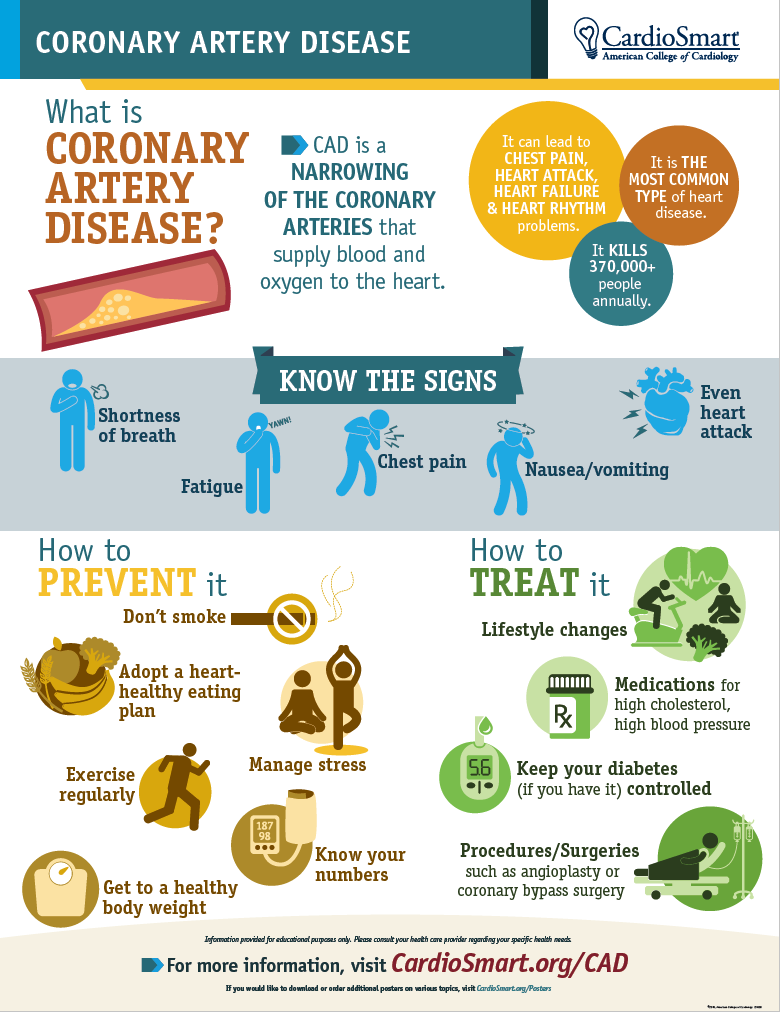 CORONARY ARTERY DISEASE
CardioSmart
American College of Cardiology
What is
CORONARY
ARTERY
DISEASE?
CAD is a
NARROWING
OF THE CORONARY
ARTERIES that
supply blood and
oxygen to the heart.
It can lead to
CHEST PAIN,
HEART ATTACK,
HEART FAILURE
& HEART RHYTHM
problems.
It is THE
MOST COMMON
TYPE of heart
disease.
It KILLS
370,000+
people
annually.
KNOW THE SIGNS
Shortness
of breath
YAWN!
Fatigue
Chest pain
Nausea/vomiting
Even
heart
attack
How to
PREVENT it
Don't smoke
Adopt a heart-
healthy eating
plan
Manage stress
Exercise
regularly
187
98
Know your
numbers
Get to a healthy
body weight
How to
TREAT it
Lifestyle changes
Rx
Medications for
high cholesterol,
high blood pressure
5.6
Keep your diabetes
(if you have it) controlled
Procedures/Surgeries
such as angioplasty or
coronary bypass surgery
Information provided for educational purposes only. Please consult your health care provider regarding your specific health needs.
For more information, visit CardioSmart.org/CAD
If you would like to download or order additional posters on various topics, visit CardioSmart.org/Posters